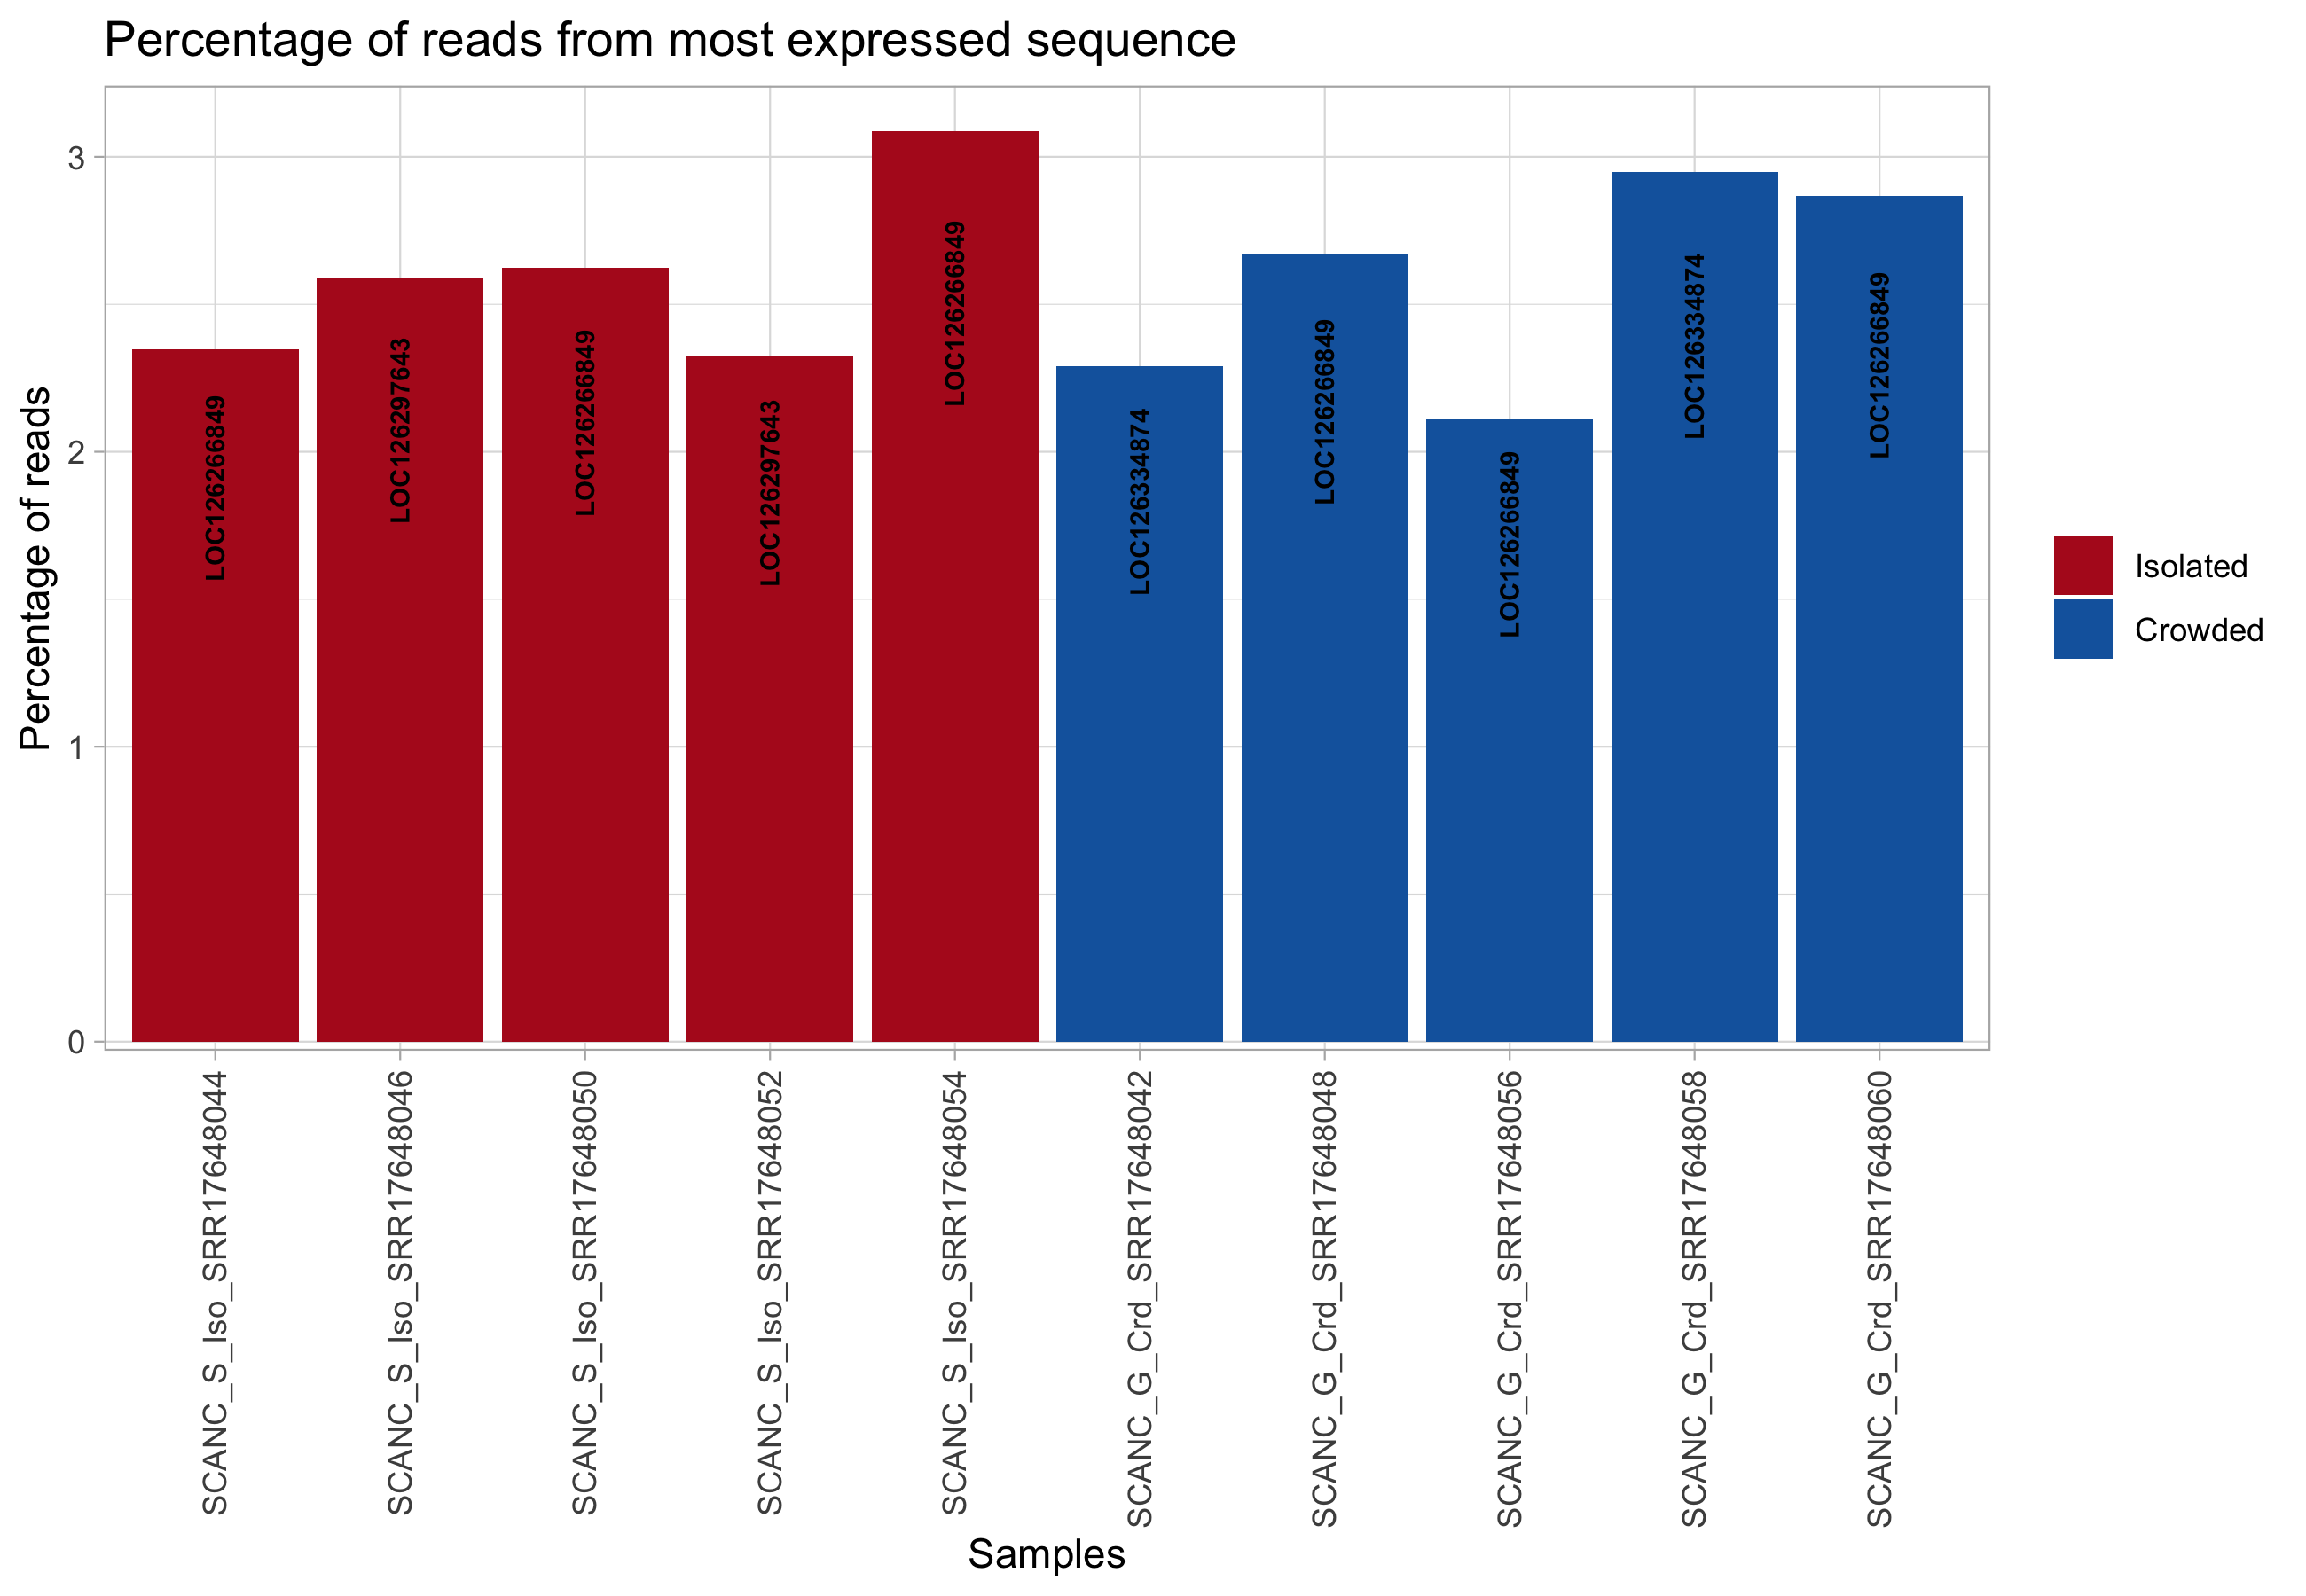 Percentage of reads from most expressed sequence
Percentage of reads
3
2
1
0
LOC126266849
LOC126297643
LOC126266849
LOC126297643
LOC126266849
LOC126334874
LOC126266849
LOC126266849
LOC126334874
LOC126266849
Isolated
Crowded
SCANC_S_Iso_SRR17648044
SCANC_S_Iso_SRR17648046
SCANC_S_Iso_SRR17648050
SCANC_S_Iso_SRR17648052
SCANC_S_Iso_SRR17648054
SCANC_G_Crd_SRR17648042
SCANC_G_Crd_SRR17648048
SCANC_G_Crd_SRR17648056
SCANC_G_Crd_SRR17648058
SCANC_G_Crd_SRR17648060
Samples